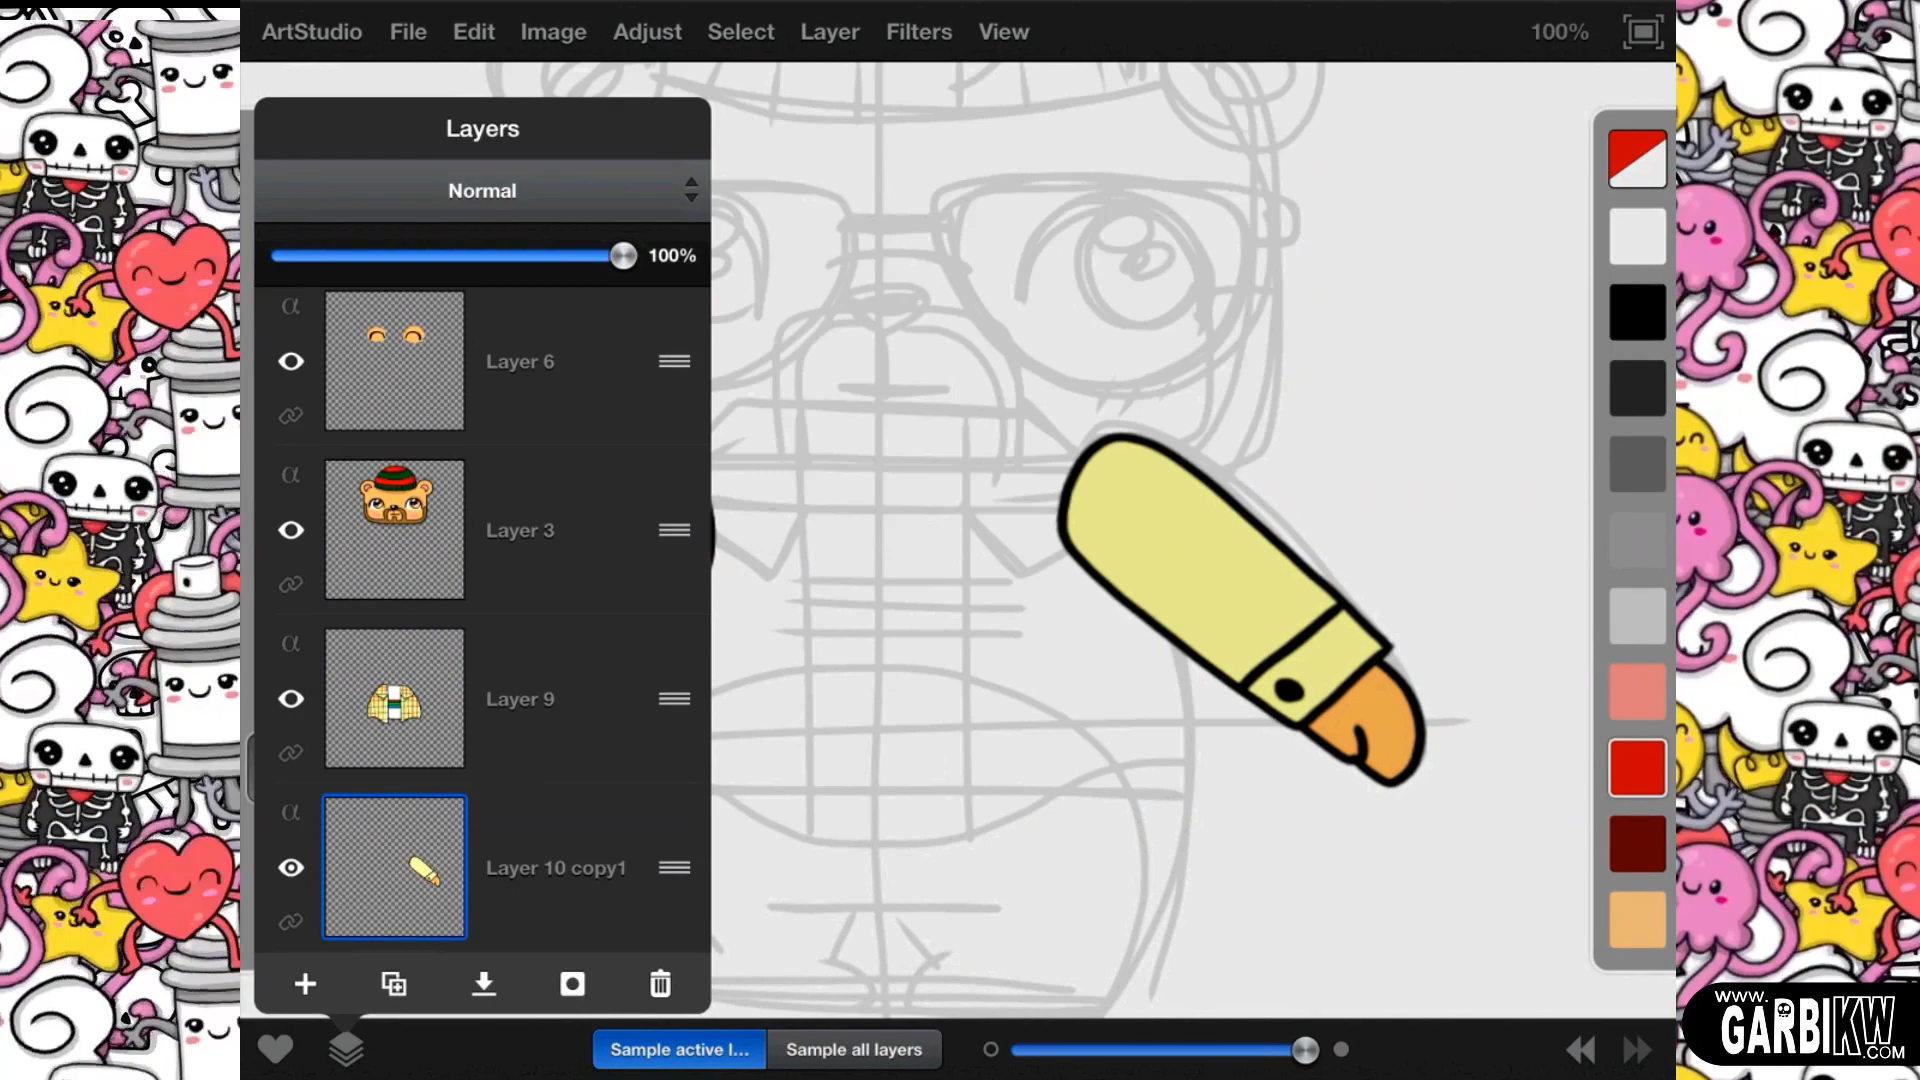 ArtStudio File Edit Image Adjust Select Layer Filters View 100%
Layers
Normal
100%
α
Layer 6
α
Layer 3
α
Layer 9
α
Layer 10 copy1
Sample active l... Sample all layers
WWW.
GARBIKW
.COM